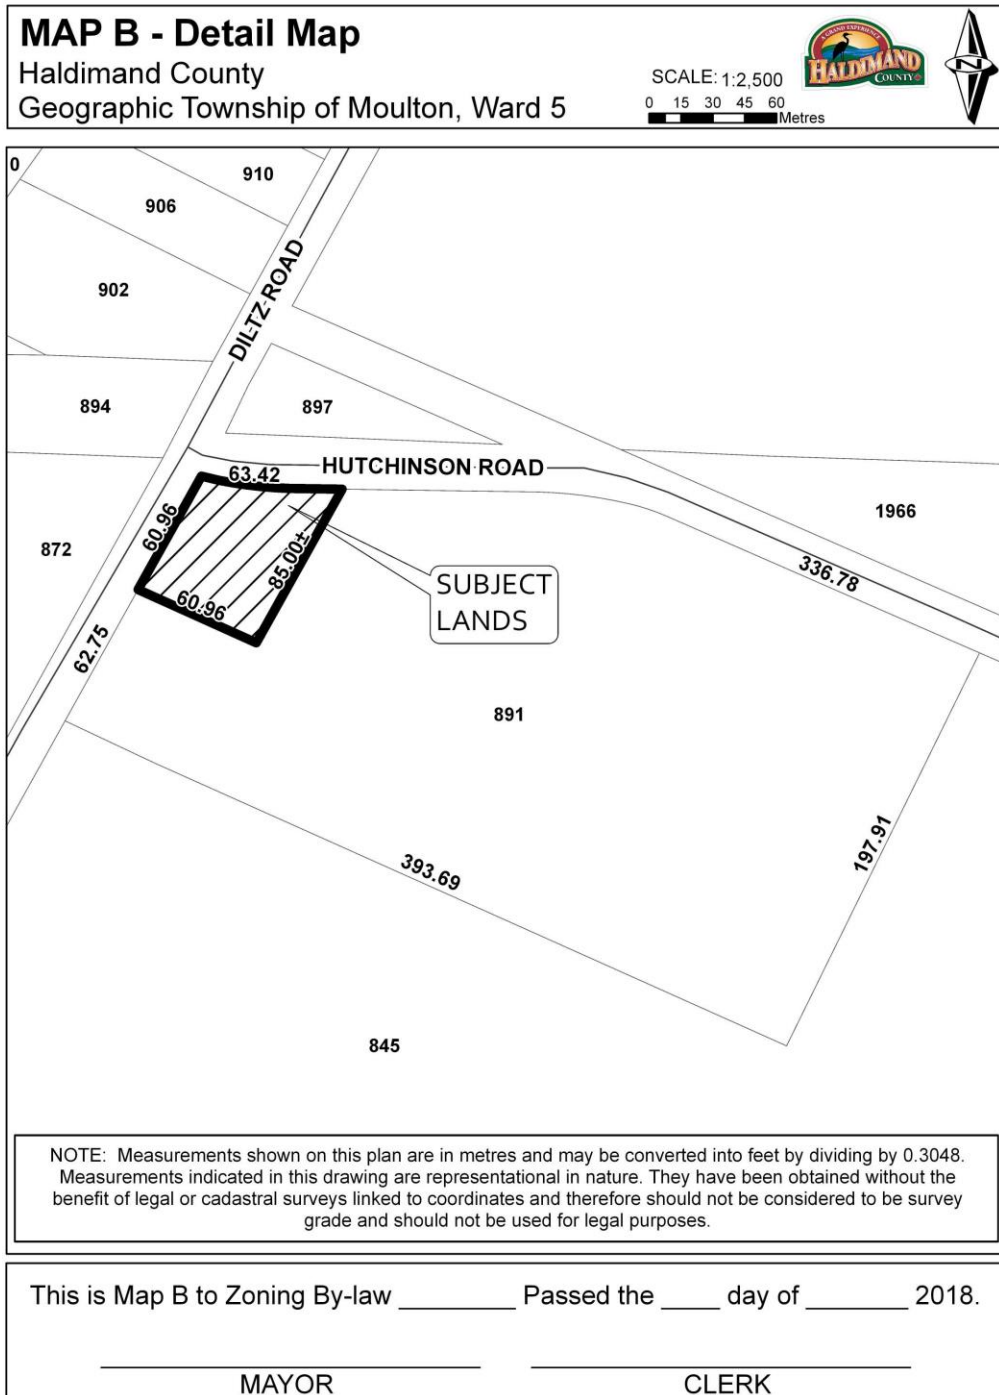 MAP B - Detail Map
Haldimand County
Geographic Township of Moulton, Ward 5
SCALE: 1:2,500
0 15 30 45 60
Metres
A GRAND EXPERIENCE
HALDIMAND
COUNTY
N
0
910
906
902
DILTZ ROAD
894
897
HUTCHINSON ROAD
63.42
1966
872
60.96
85.00±
336.78
SUBJECT
LANDS
60.96
62.75
891
197.91
393.69
845
NOTE: Measurements shown on this plan are in metres and may be converted into feet by dividing by 0.3048.
Measurements indicated in this drawing are representational in nature. They have been obtained without the
benefit of legal or cadastral surveys linked to coordinates and therefore should not be considered to be survey
grade and should not be used for legal purposes.
This is Map B to Zoning By-law ________ Passed the ____ day of _______ 2018.
MAYOR
CLERK